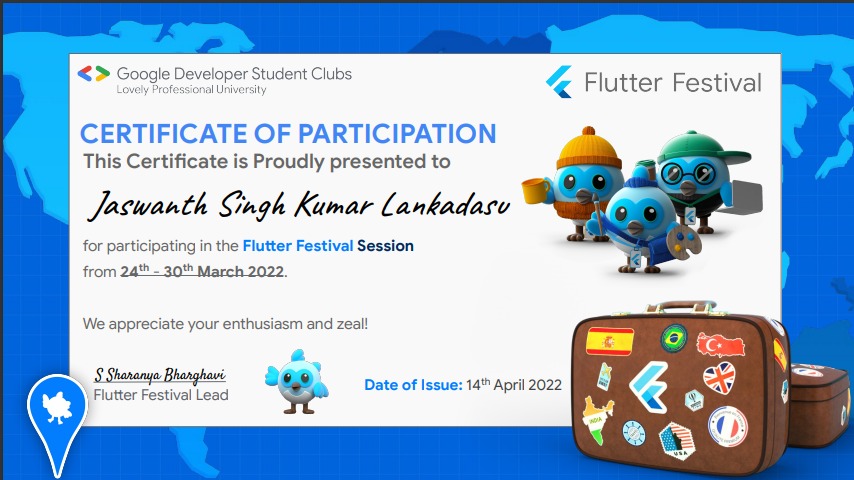 Google Developer Student Clubs
Lovely Professional University
Flutter Festival
CERTIFICATE OF PARTICIPATION
This Certificate is Proudly presented to
Jaswanth Singh Kumar Lankadasu
for participating in the Flutter Festival Session
from 24th - 30th March 2022.
We appreciate your enthusiasm and zeal!
S Sharanya Bharghavi
Flutter Festival Lead
Date of Issue: 14th April 2022
INDIA
USA